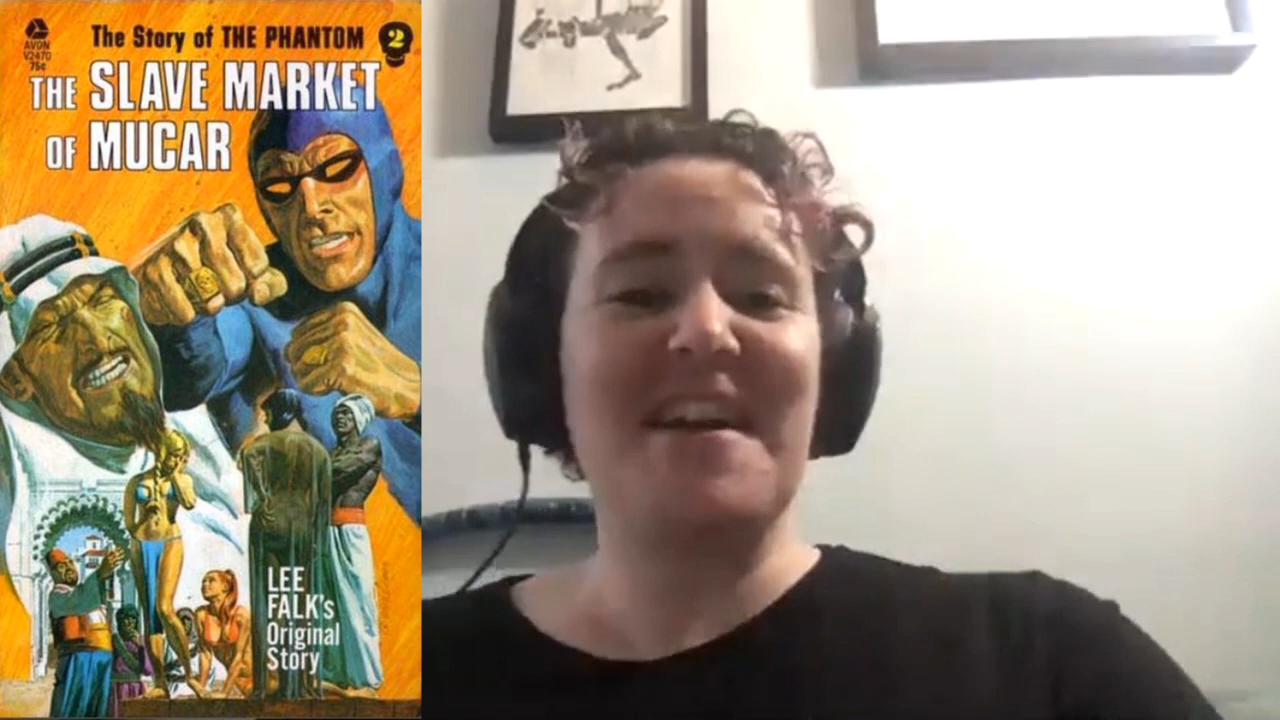 AVON
V2470
75¢
The Story of THE PHANTOM
2
THE SLAVE MARKET
OF MUCAR
LEE
FALK's
Original
Story